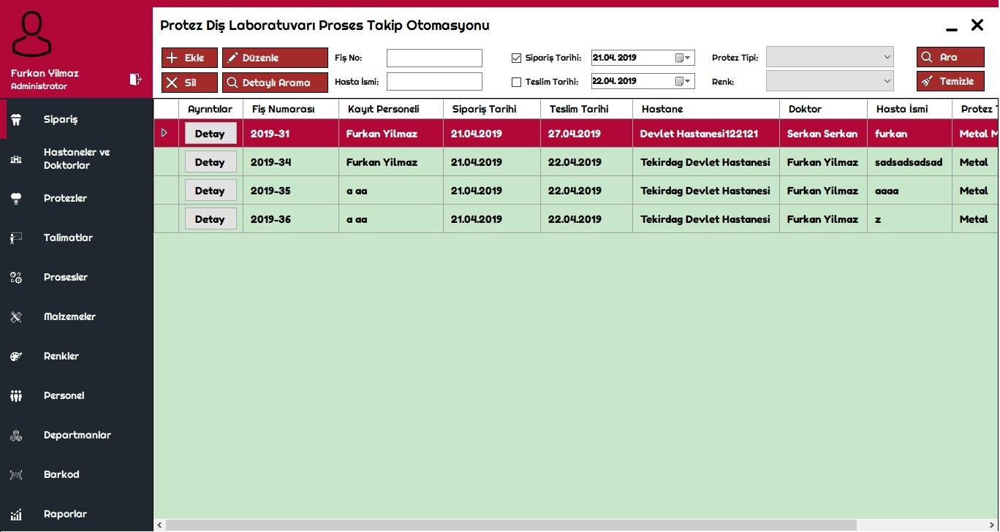 Furkan Yilmaz
Administrator
Sipariş
Hastaneler ve
Doktorlar
Protezler
Talimatlar
Prosesler
Malzemeler
Renkler
Personel
Departmanlar
Barkod
Raporlar
Protez Diş Laboratuvarı Proses Takip Otomasyonu
Ekle Düzenle Fiş No: Sipariş Tarihi: 21.04.2019 Protez Tipi: Ara
Sil Detaylı Arama Hasta İsmi: Teslim Tarihi: 22.04.2019 Renk: Temizle
Ayrıntılar Fiş Numarası Kayıt Personeli Sipariş Tarihi Teslim Tarihi Hastane Doktor Hasta İsmi Protez T
Detay 2019-31 Furkan Yilmaz 21.04.2019 27.04.2019 Devlet Hastanesi122121 Serkan Serkan furkan Metal M
Detay 2019-34 Furkan Yilmaz 21.04.2019 22.04.2019 Tekirdag Devlet Hastanesi Furkan Yilmaz sadsadsadsad Metal
Detay 2019-35 a aa 21.04.2019 22.04.2019 Tekirdag Devlet Hastanesi Furkan Yilmaz aaaa Metal
Detay 2019-36 a aa 21.04.2019 22.04.2019 Tekirdag Devlet Hastanesi Furkan Yilmaz z Metal